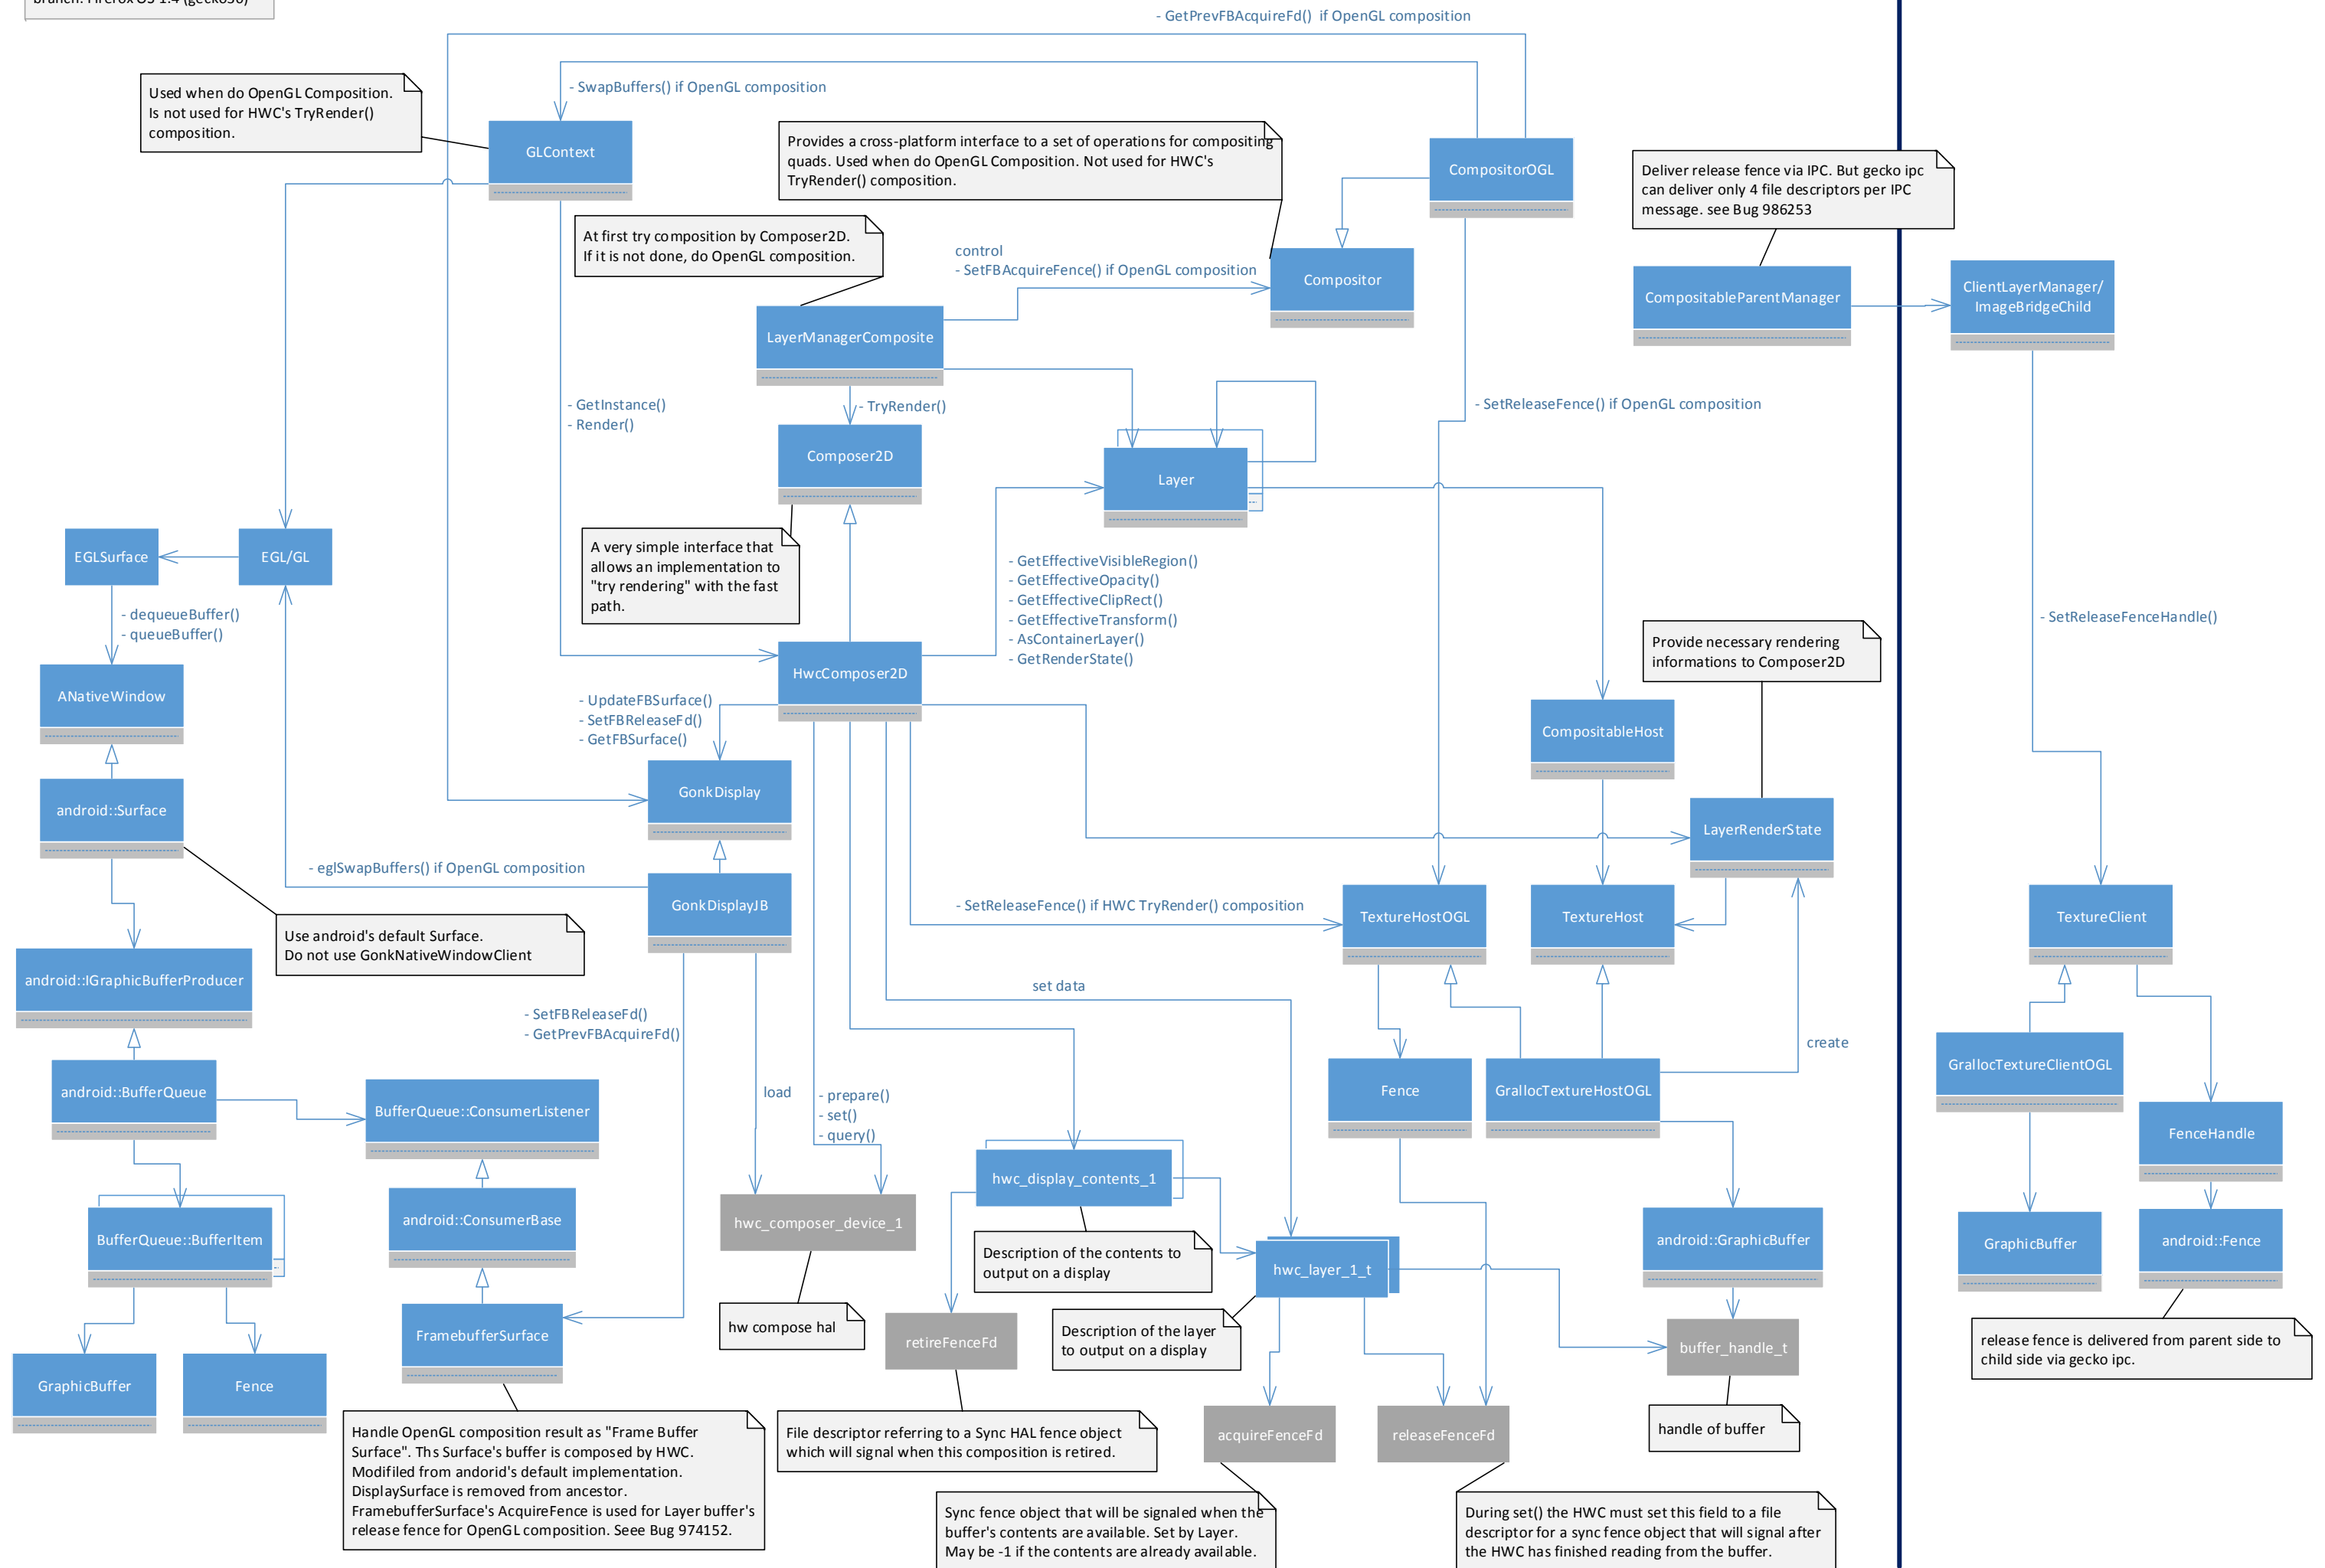 branch: Firefox OS 1.4 (gecko30)
- GetPrevFBAcquireFd() if OpenGL composition
Used when do OpenGL Composition.
Is not used for HWC's TryRender()
composition.
- SwapBuffers() if OpenGL composition
GLContext
Provides a cross-platform interface to a set of operations for compositing
quads. Used when do OpenGL Composition. Not used for HWC's
TryRender() composition.
CompositorOGL
Deliver release fence via IPC. But gecko ipc
can deliver only 4 file descriptors per IPC
message. see Bug 986253
At first try composition by Composer2D.
If it is not done, do OpenGL composition.
control
- SetFBAcquireFence() if OpenGL composition
Compositor
CompositableParentManager
ClientLayerManager/
ImageBridgeChild
LayerManagerComposite
- GetInstance()
- Render()
- TryRender()
- SetReleaseFence() if OpenGL composition
Composer2D
Layer
EGLSurface
EGL/GL
A very simple interface that
allows an implementation to
"try rendering" with the fast
path.
- GetEffectiveVisibleRegion()
- GetEffectiveOpacity()
- GetEffectiveClipRect()
- GetEffectiveTransform()
- AsContainerLayer()
- GetRenderState()
- dequeueBuffer()
- queueBuffer()
- SetReleaseFenceHandle()
Provide necessary rendering
informations to Composer2D
ANativeWindow
HwcComposer2D
- UpdateFBSurface()
- SetFBReleaseFd()
- GetFBSurface()
CompositableHost
android::Surface
GonkDisplay
LayerRenderState
- eglSwapBuffers() if OpenGL composition
GonkDisplayJB
- SetReleaseFence() if HWC TryRender() composition
TextureHostOGL
TextureHost
TextureClient
Use android's default Surface.
Do not use GonkNativeWindowClient
android::IGraphicBufferProducer
set data
- SetFBReleaseFd()
- GetPrevFBAcquireFd()
create
android::BufferQueue
BufferQueue::ConsumerListener
load
- prepare()
- set()
- query()
Fence
GrallocTextureHostOGL
GrallocTextureClientOGL
FenceHandle
hwc_display_contents_1
BufferQueue::BufferItem
android::ConsumerBase
hwc_composer_device_1
Description of the contents to
output on a display
hwc_layer_1_t
android::GraphicBuffer
GraphicBuffer
android::Fence
hw compose hal
retireFenceFd
Description of the layer
to output on a display
buffer_handle_t
release fence is delivered from parent side to
child side via gecko ipc.
FramebufferSurface
GraphicBuffer
Fence
Handle OpenGL composition result as "Frame Buffer
Surface". Ths Surface's buffer is composed by HWC.
Modifiled from andorid's default implementation.
DisplaySurface is removed from ancestor.
FrambufferSurface's AcquireFence is used for Layer buffer's
release fence for OpenGL composition. Seee Bug 974152.
File descriptor referring to a Sync HAL fence object
which will signal when this composition is retired.
acquireFenceFd
releaseFenceFd
handle of buffer
Sync fence object that will be signaled when the
buffer's contents are available. Set by Layer.
May be -1 if the contents are already available.
During set() the HWC must set this field to a file
descriptor for a sync fence object that will signal after
the HWC has finished reading from the buffer.